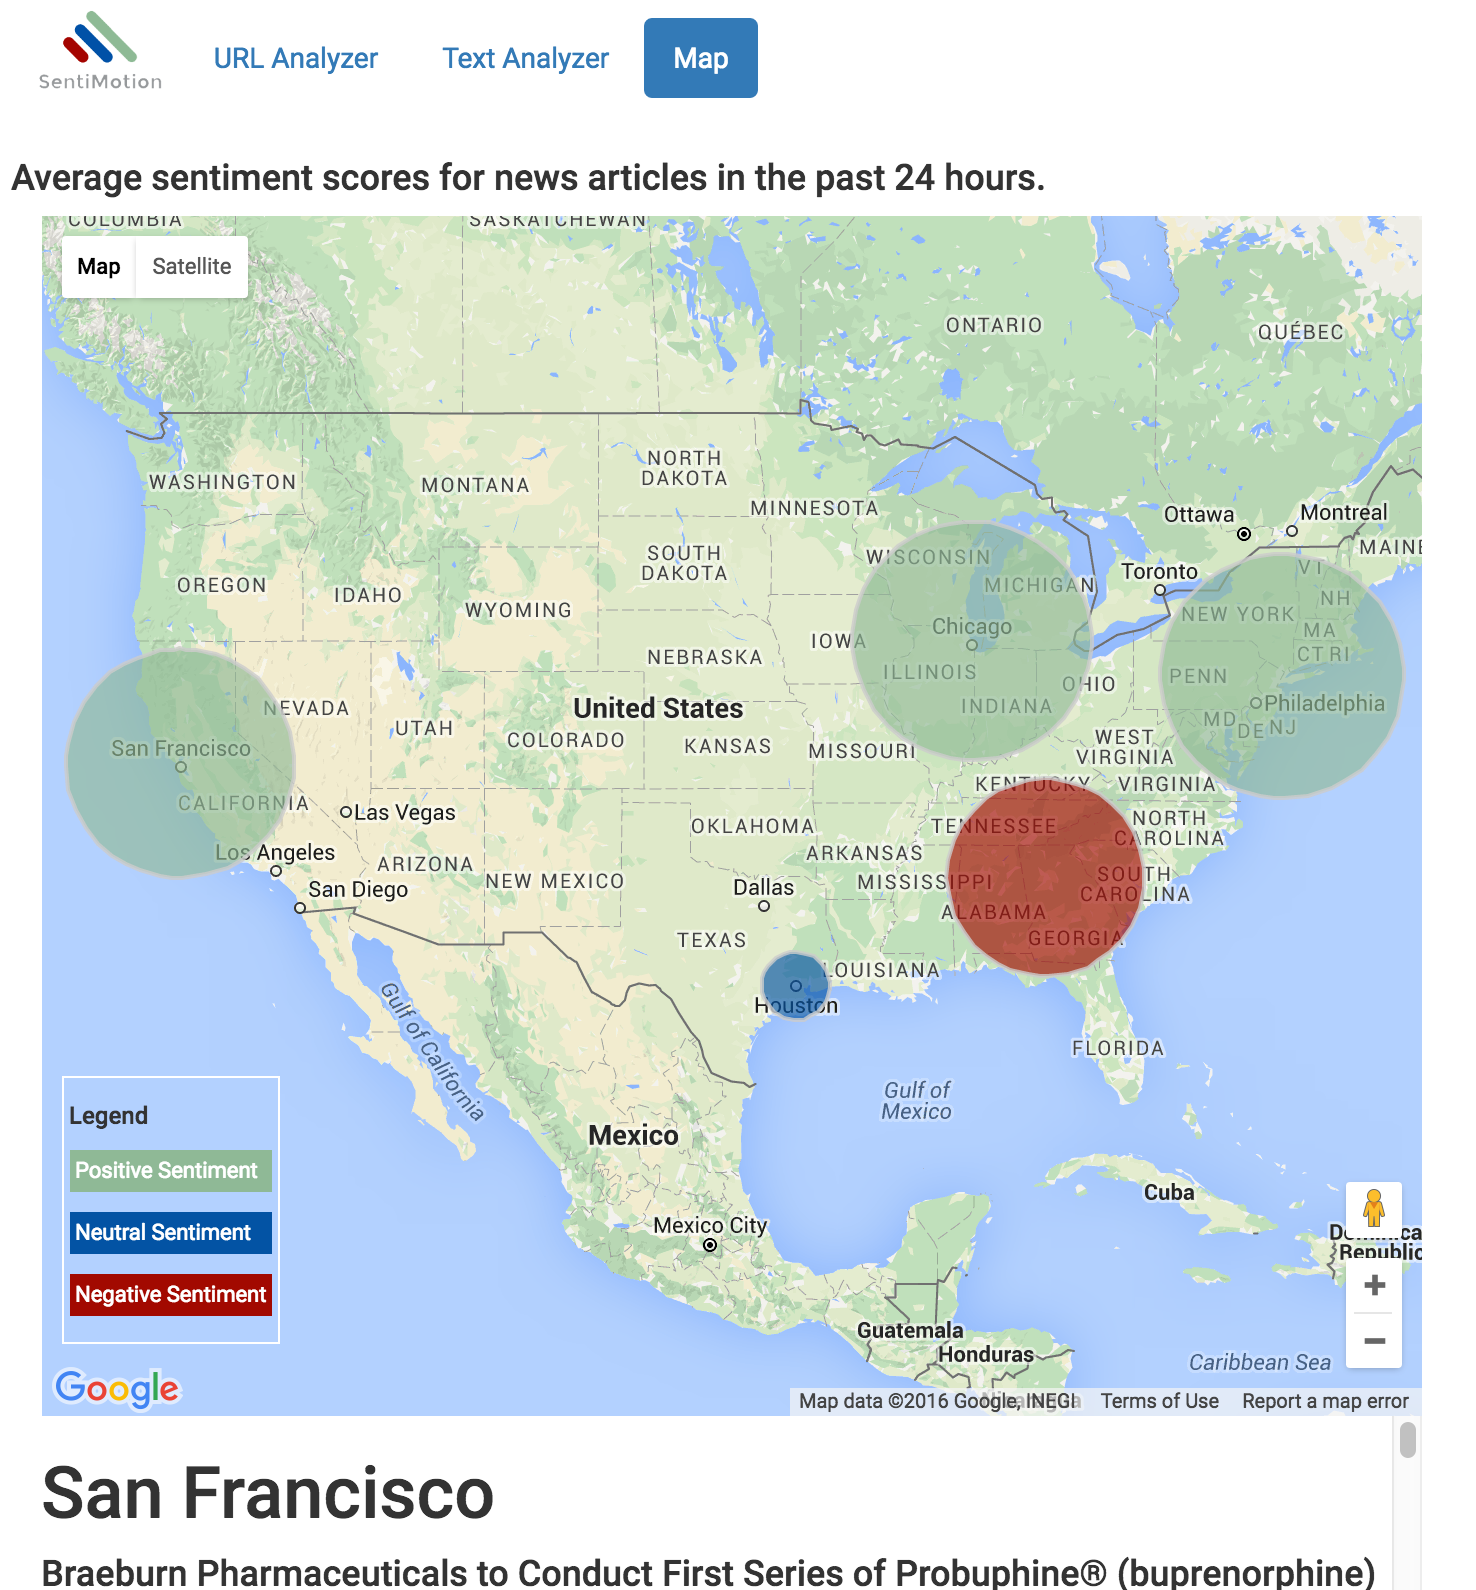 SentiMotion
URL Analyzer
Text Analyzer
Map
Average sentiment scores for news articles in the past 24 hours.
COLUMBIA
SASKATCHEWAN
Map
Satellite
ONTARIO
QUÉBEC
WASHINGTON
MONTANA
NORTH
DAKOTA
MINNESOTA
Ottawa
Montreal
MAINE
OREGON
IDAHO
WYOMING
SOUTH
DAKOTA
WISCONSIN
MICHIGAN
Toronto
VT
NH
NEW YORK
MA
CT RI
IOWA
Chicago
NEBRASKA
ILLINOIS
OHIO
PENN
NEVADA
United States
INDIANA
Philadelphia
UTAH
COLORADO
KANSAS
MISSOURI
WEST
VIRGINIA
MD
DE NJ
San Francisco
CALIFORNIA
Las Vegas
KENTUCKY
VIRGINIA
OKLAHOMA
TENNESSEE
NORTH
CAROLINA
Los Angeles
ARIZONA
NEW MEXICO
ARKANSAS
MISSISSIPPI
SOUTH
CAROLINA
San Diego
Dallas
ALABAMA
TEXAS
GEORGIA
LOUISIANA
Houston
Gulf of California
FLORIDA
Gulf of
Mexico
Legend
Positive Sentiment
Neutral Sentiment
Negative Sentiment
Mexico
Cuba
Mexico City
Republic
Guatemala
Honduras
Caribbean Sea
Google
Map data ©2016 Google, INEGI
Terms of Use
Report a map error
San Francisco
Braeburn Pharmaceuticals to Conduct First Series of Probuphine® (buprenorphine)